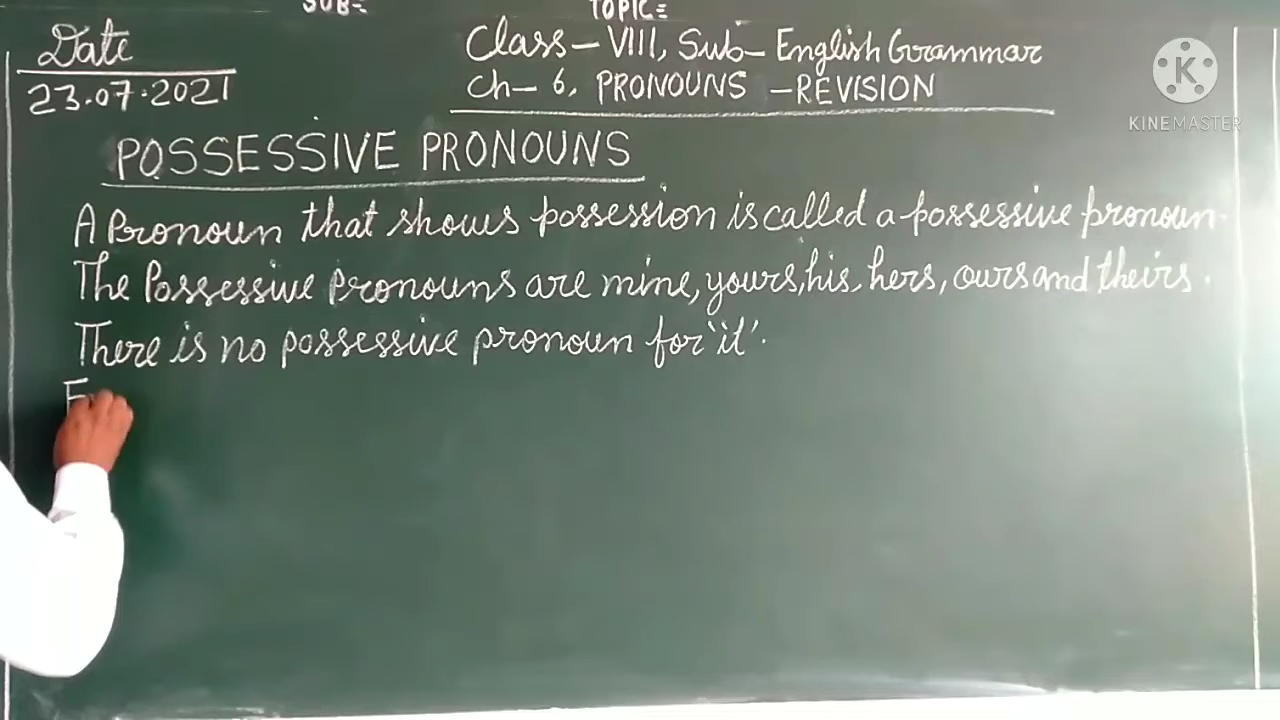 SUB= TOPIC=
Date
23.07.2021
Class-VIII, Sub-English Grammar
Ch-6. PRONOUNS -REVISION
K
KINEMASTER
POSSESSIVE PRONOUNS
A Pronoun that shows possession is called a possessive pronoun.
The Possessive pronouns are mine, yours, his, hers, ours and theirs.
There is no possessive pronoun for 'it'.
E